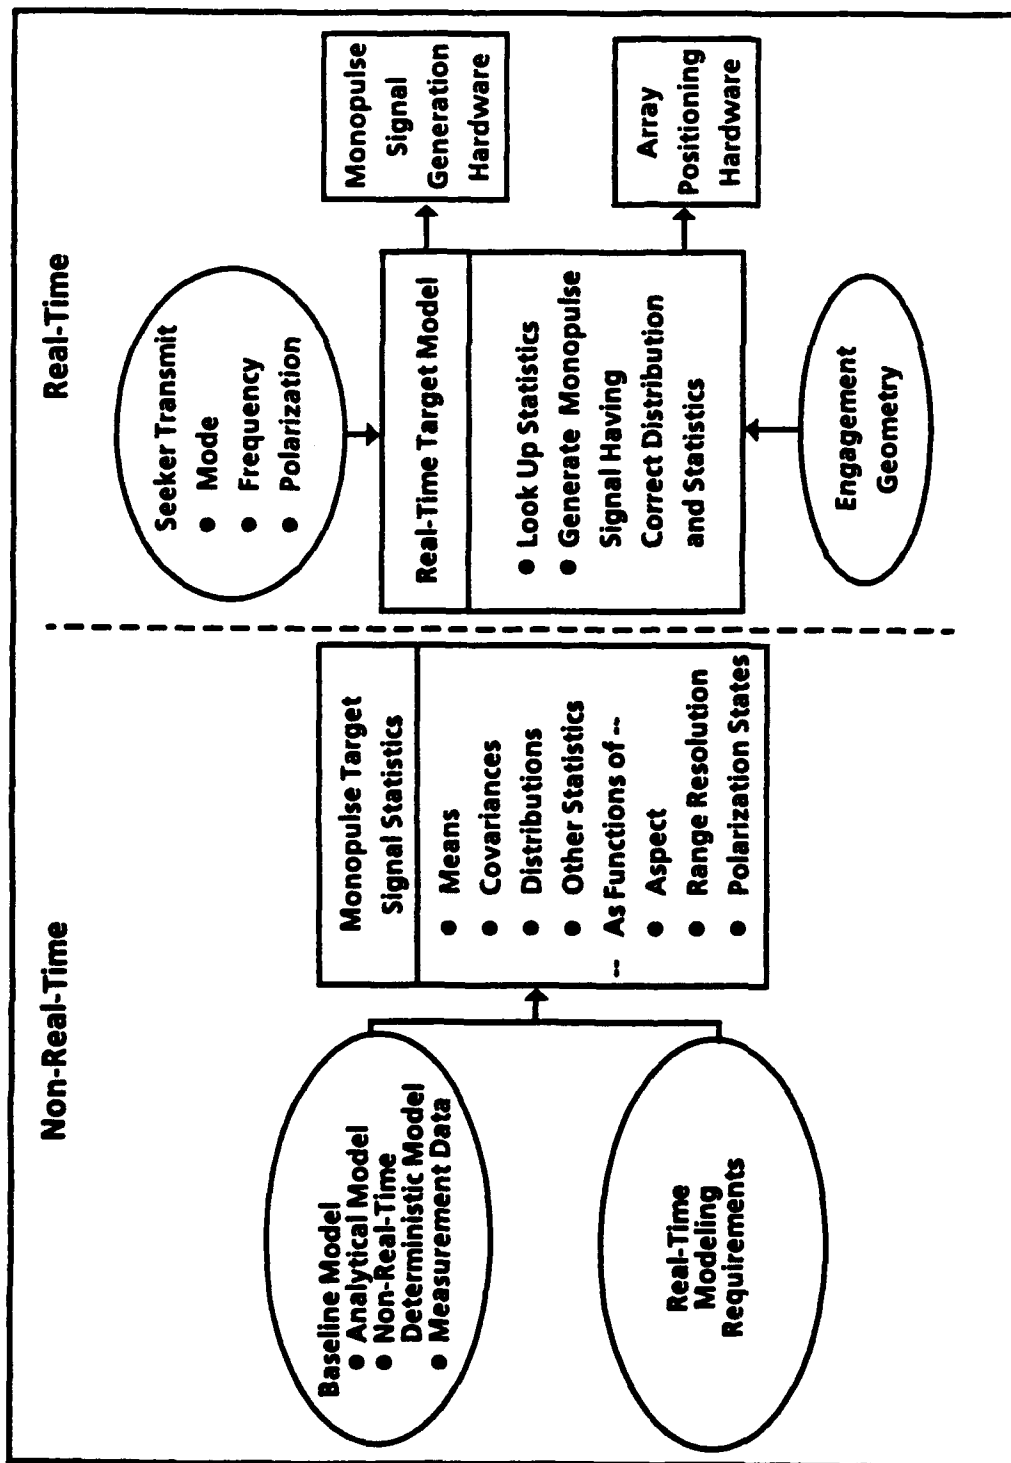 Non-Real-Time
Real-Time
Baseline Model
● Analytical Model
● Non-Real-Time
Deterministic Model
● Measurement Data
Real-Time
Modeling
Requirements
Monopulse Target
Signal Statistics
● Means
● Covariances
● Distributions
● Other Statistics
-- As Functions of --
● Aspect
● Range Resolution
● Polarization States
Seeker Transmit
● Mode
● Frequency
● Polarization
Real-Time Target Model
● Look Up Statistics
● Generate Monopulse
Signal Having
Correct Distribution
and Statistics
Engagement
Geometry
Monopulse
Signal
Generation
Hardware
Array
Positioning
Hardware